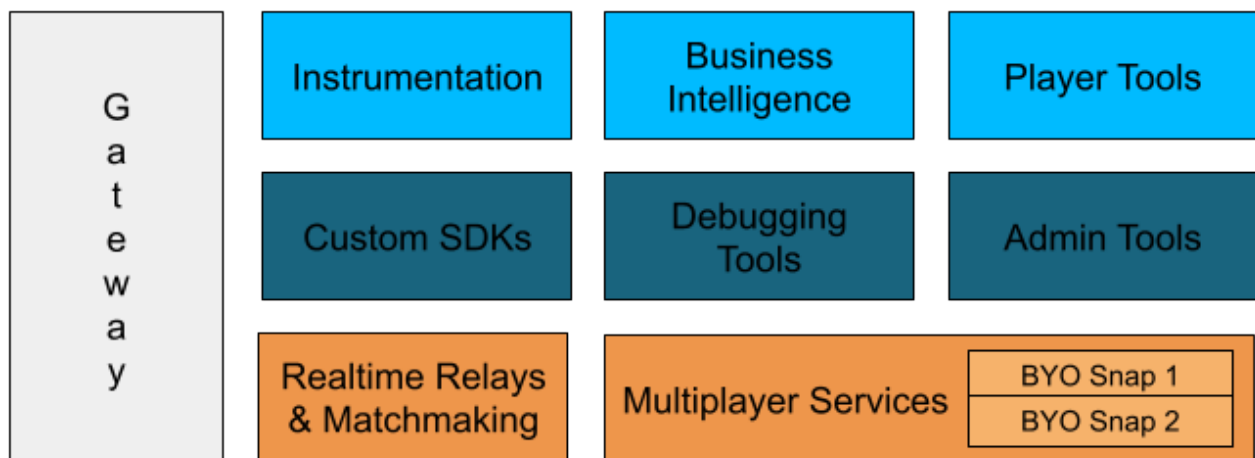 Gateway
Instrumentation
Business
Intelligence
Player Tools
Custom SDKs
Debugging
Tools
Admin Tools
Realtime Relays
& Matchmaking
Multiplayer Services
BYO Snap 1
BYO Snap 2